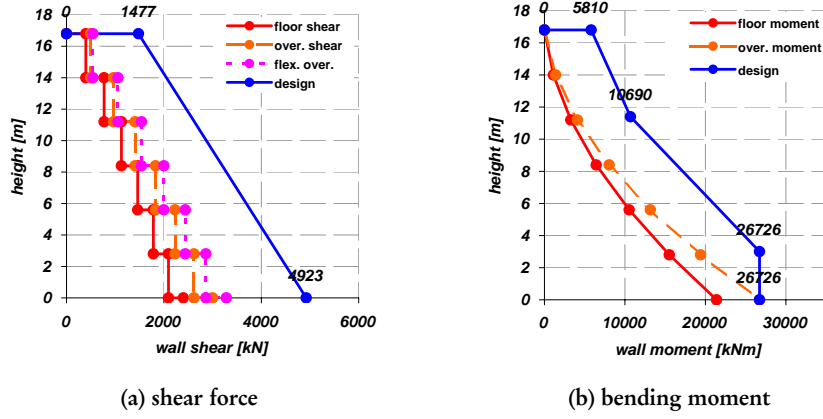 0 1477
18
16
14
12
10
8
6
4
2
0
height [m]
floor shear
over. shear
flex. over.
design
4923
0 2000 4000 6000
wall shear [kN]
(a) shear force
0 5810
18
16
14
12
10
8
6
4
2
0
height [m]
floor moment
over. moment
design
10690
26726
26726
0 10000 20000 30000
wall moment [kNm]
(b) bending moment